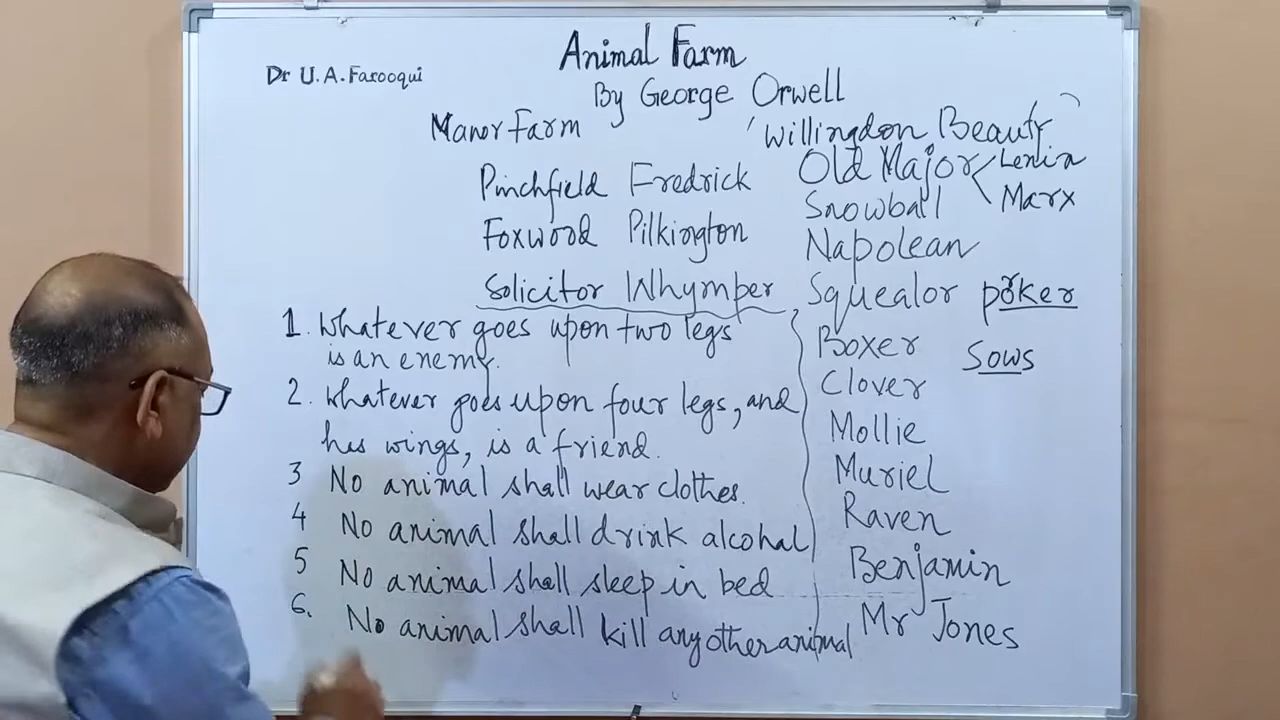 Animal Farm
Dr U. A. Farooqui
By George Orwell
Manor Farm
'Willingdon Beauty'
Pinchfield Fredrick
Foxwood Pilkington
Solicitor Whymper
Old Major Lenin
Marx
Snowball
Napolean
Squealor porker
Boxer
Sows
Clover
Mollie
Muriel
Raven
Benjamin
Mr Jones
1. Whatever goes upon two legs
is an enemy.
2. Whatever goes upon four legs, and
has wings, is a friend.
3 No animal shall wear clothes.
4 No animal shall drink alcohal
5 No animal shall sleep in bed
6. No animal shall kill any other animal